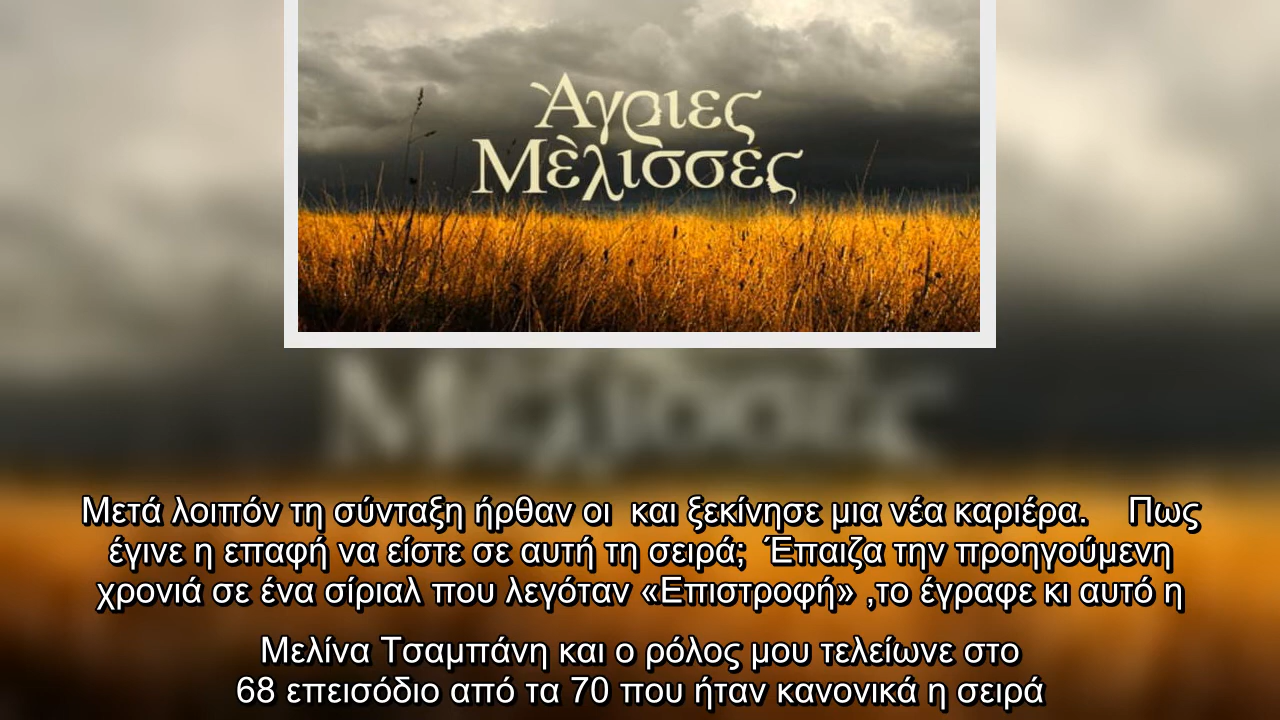 Ἀγριες
Μὲλισσες
Μετά λοιπόν τη σύνταξη ήρθαν οι  και ξεκίνησε μια νέα καριέρα.    Πως
έγινε η επαφή να είστε σε αυτή τη σειρά;  Έπαιζα την προηγούμενη
χρονιά σε ένα σίριαλ που λεγόταν «Επιστροφή» ,το έγραφε κι αυτό η
Μελίνα Τσαμπάνη και ο ρόλος μου τελείωνε στο
68 επεισόδιο από τα 70 που ήταν κανονικά η σειρά